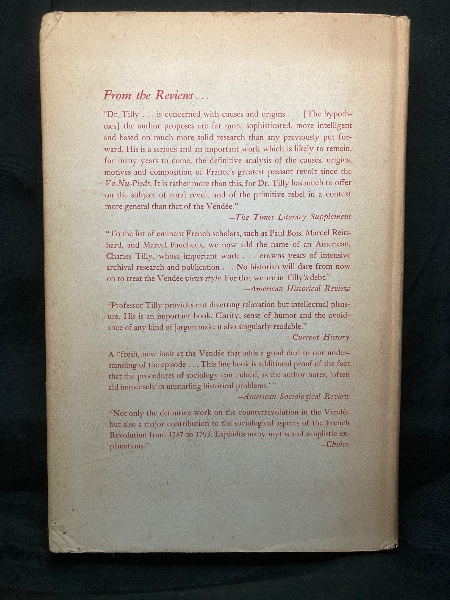 From the Reviews . . .
"Dr. Tilly . . . is concerned with causes and origins . . . [The hypoth-
eses] the author proposes are far more sophisticated, more intelligent
and based on much more solid research than any previously put for-
ward. His is a serious and an important work which is likely to remain,
for many years to come, the definitive analysis of the causes, origins,
motives and composition of France's greatest peasant revolt since the
Va-Nu-Pieds. It is rather more than this, for Dr. Tilly has much to offer
on the subject of rural revolt and of the primitive rebel in a context
more general than that of the Vendée."
—The Times Literary Supplement
"To the list of eminent French scholars, such as Paul Bois, Marcel Rein-
hard, and Marcel Faucheux, we now add the name of an American,
Charles Tilly, whose important work . . . crowns years of intensive
archival research and publication . . . No historian will dare from now
on to treat the Vendée vieux style. For that we are in Tilly's debt."
—American Historical Review
"Professor Tilly provides not diverting relaxation but intellectual pleas-
ure. His is an important book. Clarity, sense of humor and the avoid-
ance of any kind of jargon make it also singularly readable."
Current History
A "fresh, new look at the Vendée that adds a good deal to our under-
standing of the episode . . . This fine book is additional proof of the fact
that the procedures of sociology can indeed, as the author notes, 'often
aid immensely in unsnarling historical problems.'"
—American Sociological Review
"Not only the definitive work on the counterrevolution in the Vendée
but also a major contribution to the sociological aspects of the French
Revolution from 1787 to 1793. Explodes many myths and simplistic ex-
planations."
—Choice